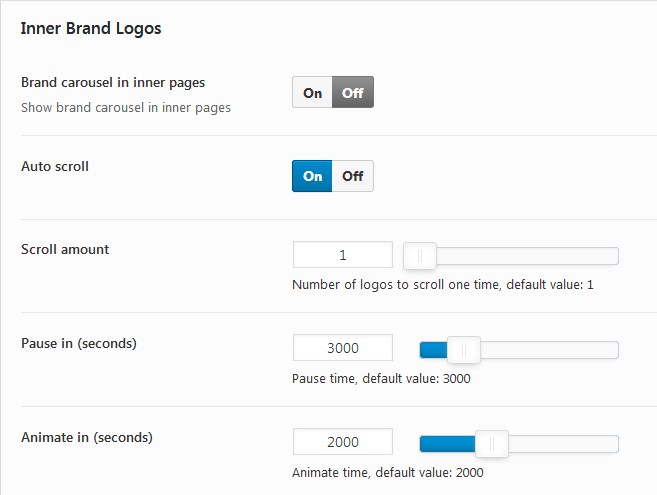 Inner Brand Logos
Brand carousel in inner pages
On Off
Show brand carousel in inner pages
Auto scroll
On Off
Scroll amount
1
Number of logos to scroll one time, default value: 1
Pause in (seconds)
3000
Pause time, default value: 3000
Animate in (seconds)
2000
Animate time, default value: 2000